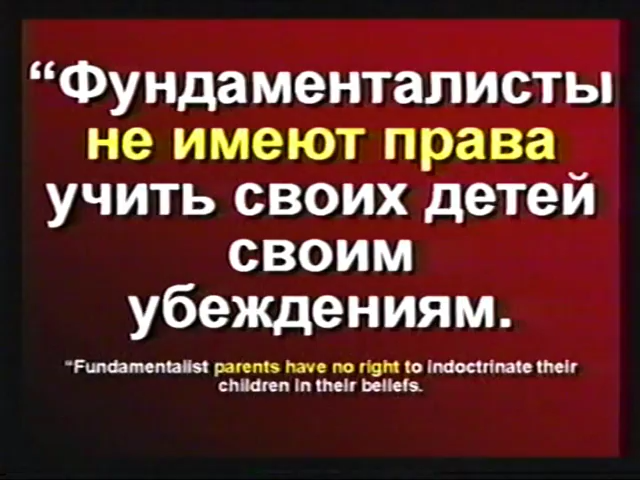 “Фундаменталисты
не имеют права
учить своих детей
своим
убеждениям.
“Fundamentalist parents have no right to indoctrinate their
children in their beliefs.